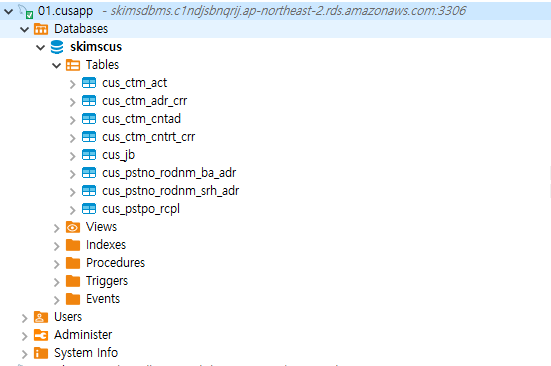 01.cusapp - skimsdbms.c1ndjsbnqrij.ap-northeast-2.rds.amazonaws.com:3306
Databases
skimscus
Tables
cus_ctm_act
cus_ctm_adr_crr
cus_ctm_cntad
cus_ctm_cntrt_crr
cus_jb
cus_pstno_rodnm_ba_adr
cus_pstno_rodnm_srh_adr
cus_pstpo_rcpl
Views
Indexes
Procedures
Triggers
Events
Users
Administer
System Info